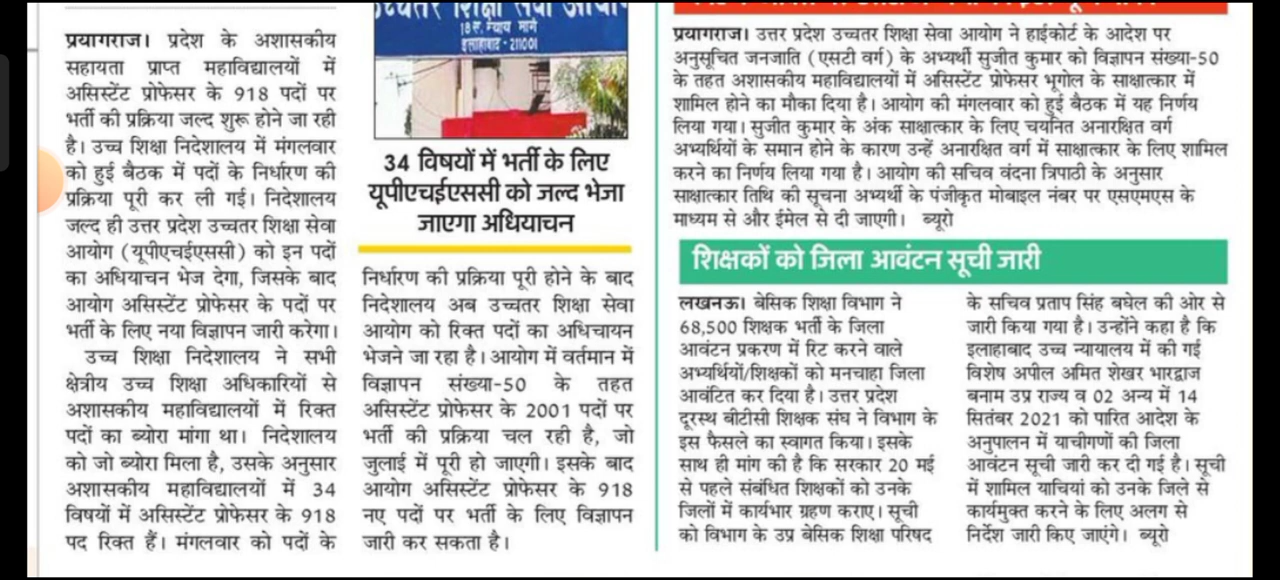 प्रयागराज। प्रदेश के अशासकीय
सहायता प्राप्त महाविद्यालयों में
असिस्टेंट प्रोफेसर के 918 पदों पर
भर्ती की प्रक्रिया जल्द शुरू होने जा रही
है। उच्च शिक्षा निदेशालय में मंगलवार
को हुई बैठक में पदों के निर्धारण की
प्रक्रिया पूरी कर ली गई। निदेशालय
जल्द ही उत्तर प्रदेश उच्चतर शिक्षा सेवा
आयोग (यूपीएचईएससी) को इन पदों
का अधियाचन भेज देगा, जिसके बाद
आयोग असिस्टेंट प्रोफेसर के पदों पर
भर्ती के लिए नया विज्ञापन जारी करेगा।
उच्च शिक्षा निदेशालय ने सभी
क्षेत्रीय उच्च शिक्षा अधिकारियों से
अशासकीय महाविद्यालयों में रिक्त
पदों का ब्योरा मांगा था। निदेशालय
को जो ब्योरा मिला है, उसके अनुसार
अशासकीय महाविद्यालयों में 34
विषयों में असिस्टेंट प्रोफेसर के 918
पद रिक्त हैं। मंगलवार को पदों के
उच्चतर शिक्षा सेवा आयोग
18ए, न्याय मार्ग
इलाहाबाद - 211001
34 विषयों में भर्ती के लिए
यूपीएचईएससी को जल्द भेजा
जाएगा अधियाचन
निर्धारण की प्रक्रिया पूरी होने के बाद
निदेशालय अब उच्चतर शिक्षा सेवा
आयोग को रिक्त पदों का अधिचायन
भेजने जा रहा है। आयोग में वर्तमान में
विज्ञापन संख्या-50 के तहत
असिस्टेंट प्रोफेसर के 2001 पदों पर
भर्ती की प्रक्रिया चल रही है, जो
जुलाई में पूरी हो जाएगी। इसके बाद
आयोग असिस्टेंट प्रोफेसर के 918
नए पदों पर भर्ती के लिए विज्ञापन
जारी कर सकता है।
प्रयागराज। उत्तर प्रदेश उच्चतर शिक्षा सेवा आयोग ने हाईकोर्ट के आदेश पर
अनुसूचित जनजाति (एसटी वर्ग) के अभ्यर्थी सुजीत कुमार को विज्ञापन संख्या-50
के तहत अशासकीय महाविद्यालयों में असिस्टेंट प्रोफेसर भूगोल के साक्षात्कार में
शामिल होने का मौका दिया है। आयोग की मंगलवार को हुई बैठक में यह निर्णय
लिया गया। सुजीत कुमार के अंक साक्षात्कार के लिए चयनित अनारक्षित वर्ग
अभ्यर्थियों के समान होने के कारण उन्हें अनारक्षित वर्ग में साक्षात्कार के लिए शामिल
करने का निर्णय लिया गया है। आयोग की सचिव वंदना त्रिपाठी के अनुसार
साक्षात्कार तिथि की सूचना अभ्यर्थी के पंजीकृत मोबाइल नंबर पर एसएमएस के
माध्यम से और ईमेल से दी जाएगी। ब्यूरो
शिक्षकों को जिला आवंटन सूची जारी
लखनऊ। बेसिक शिक्षा विभाग ने
68,500 शिक्षक भर्ती के जिला
आवंटन प्रकरण में रिट करने वाले
अभ्यर्थियों/शिक्षकों को मनचाहा जिला
आवंटित कर दिया है। उत्तर प्रदेश
दूरस्थ बीटीसी शिक्षक संघ ने विभाग के
इस फैसले का स्वागत किया। इसके
साथ ही मांग की है कि सरकार 20 मई
से पहले संबंधित शिक्षकों को उनके
जिलों में कार्यभार ग्रहण कराए। सूची
को विभाग के उप्र बेसिक शिक्षा परिषद
के सचिव प्रताप सिंह बघेल की ओर से
जारी किया गया है। उन्होंने कहा है कि
इलाहाबाद उच्च न्यायालय में की गई
विशेष अपील अमित शेखर भारद्वाज
बनाम उप्र राज्य व 02 अन्य में 14
सितंबर 2021 को पारित आदेश के
अनुपालन में याचीगणों की जिला
आवंटन सूची जारी कर दी गई है। सूची
में शामिल याचियां को उनके जिले से
कार्यमुक्त करने के लिए अलग से
निर्देश जारी किए जाएंगे। ब्यूरो